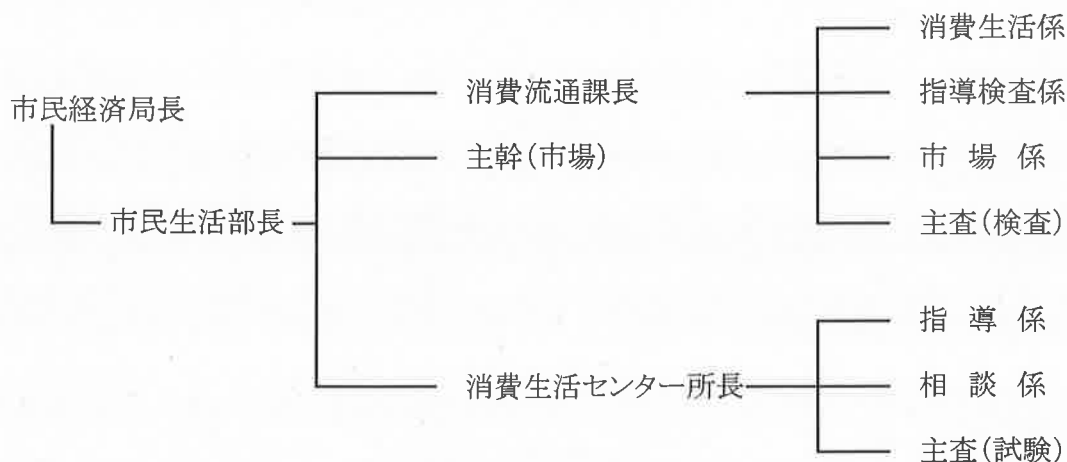 市民経済局長
市民生活部長
消費流通課長
主幹(市場)
消費生活センター所長
消費生活係
指導検査係
市場係
主査(検査)
指導係
相談係
主査(試験)